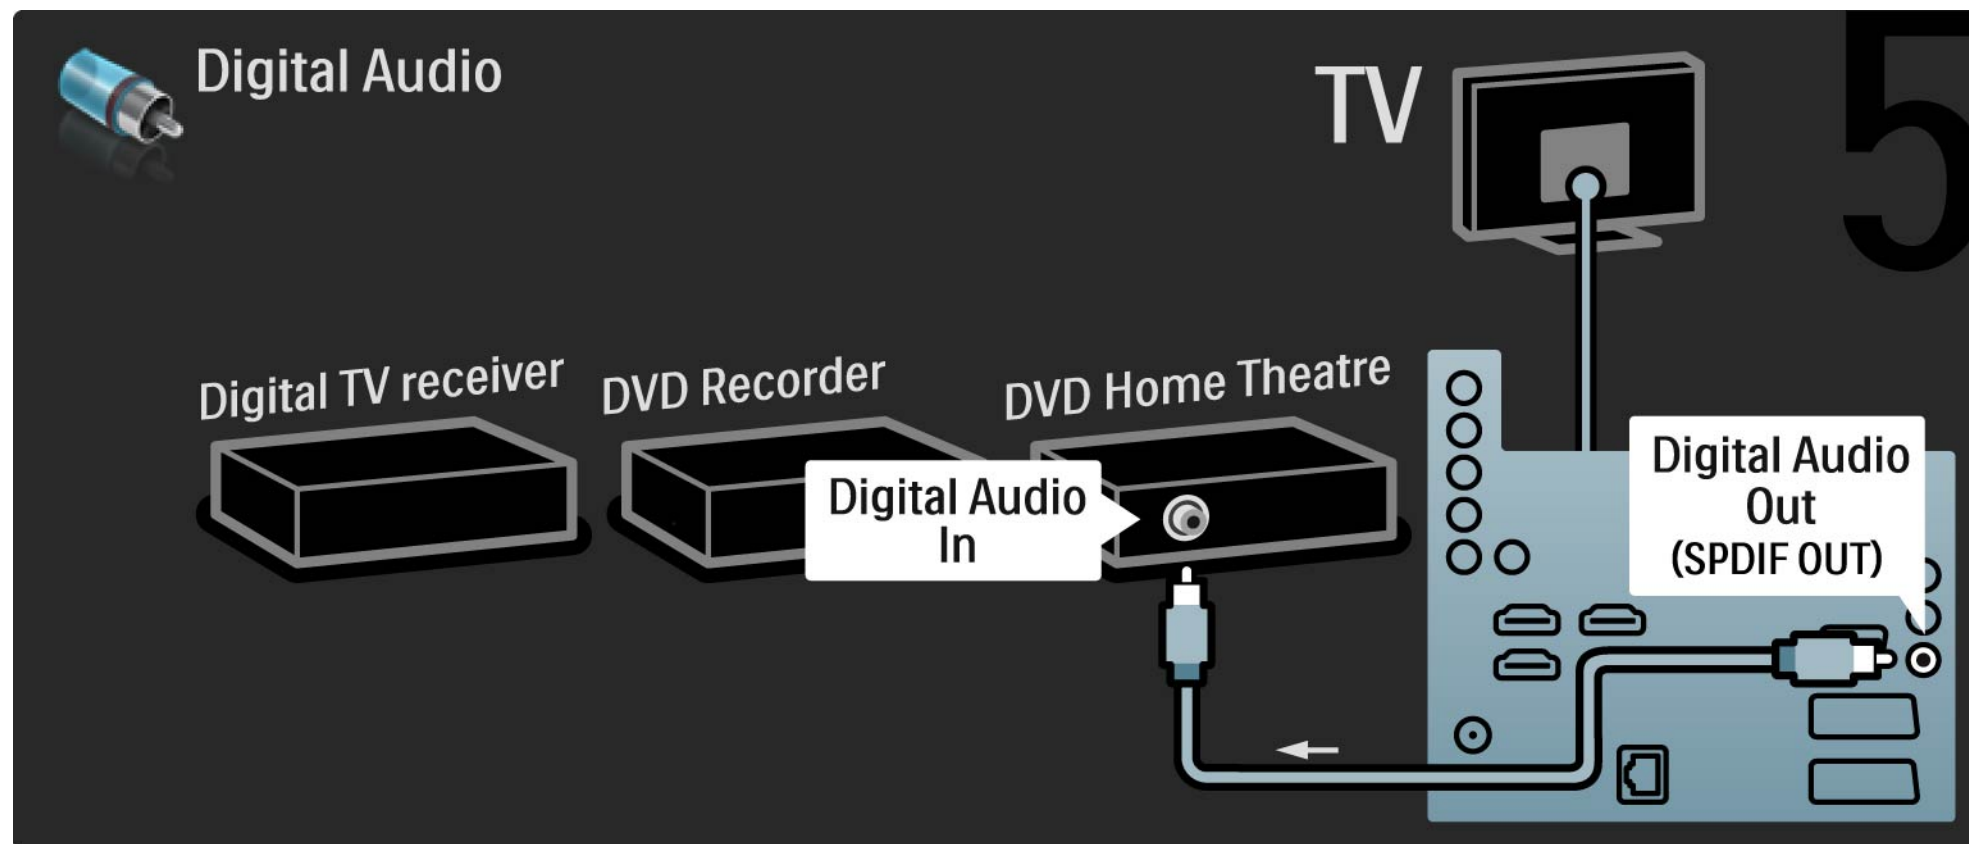 Digital Audio
TV
5
Digital TV receiver
DVD Recorder
DVD Home Theatre
Digital Audio
In
Digital Audio
Out
(SPDIF OUT)